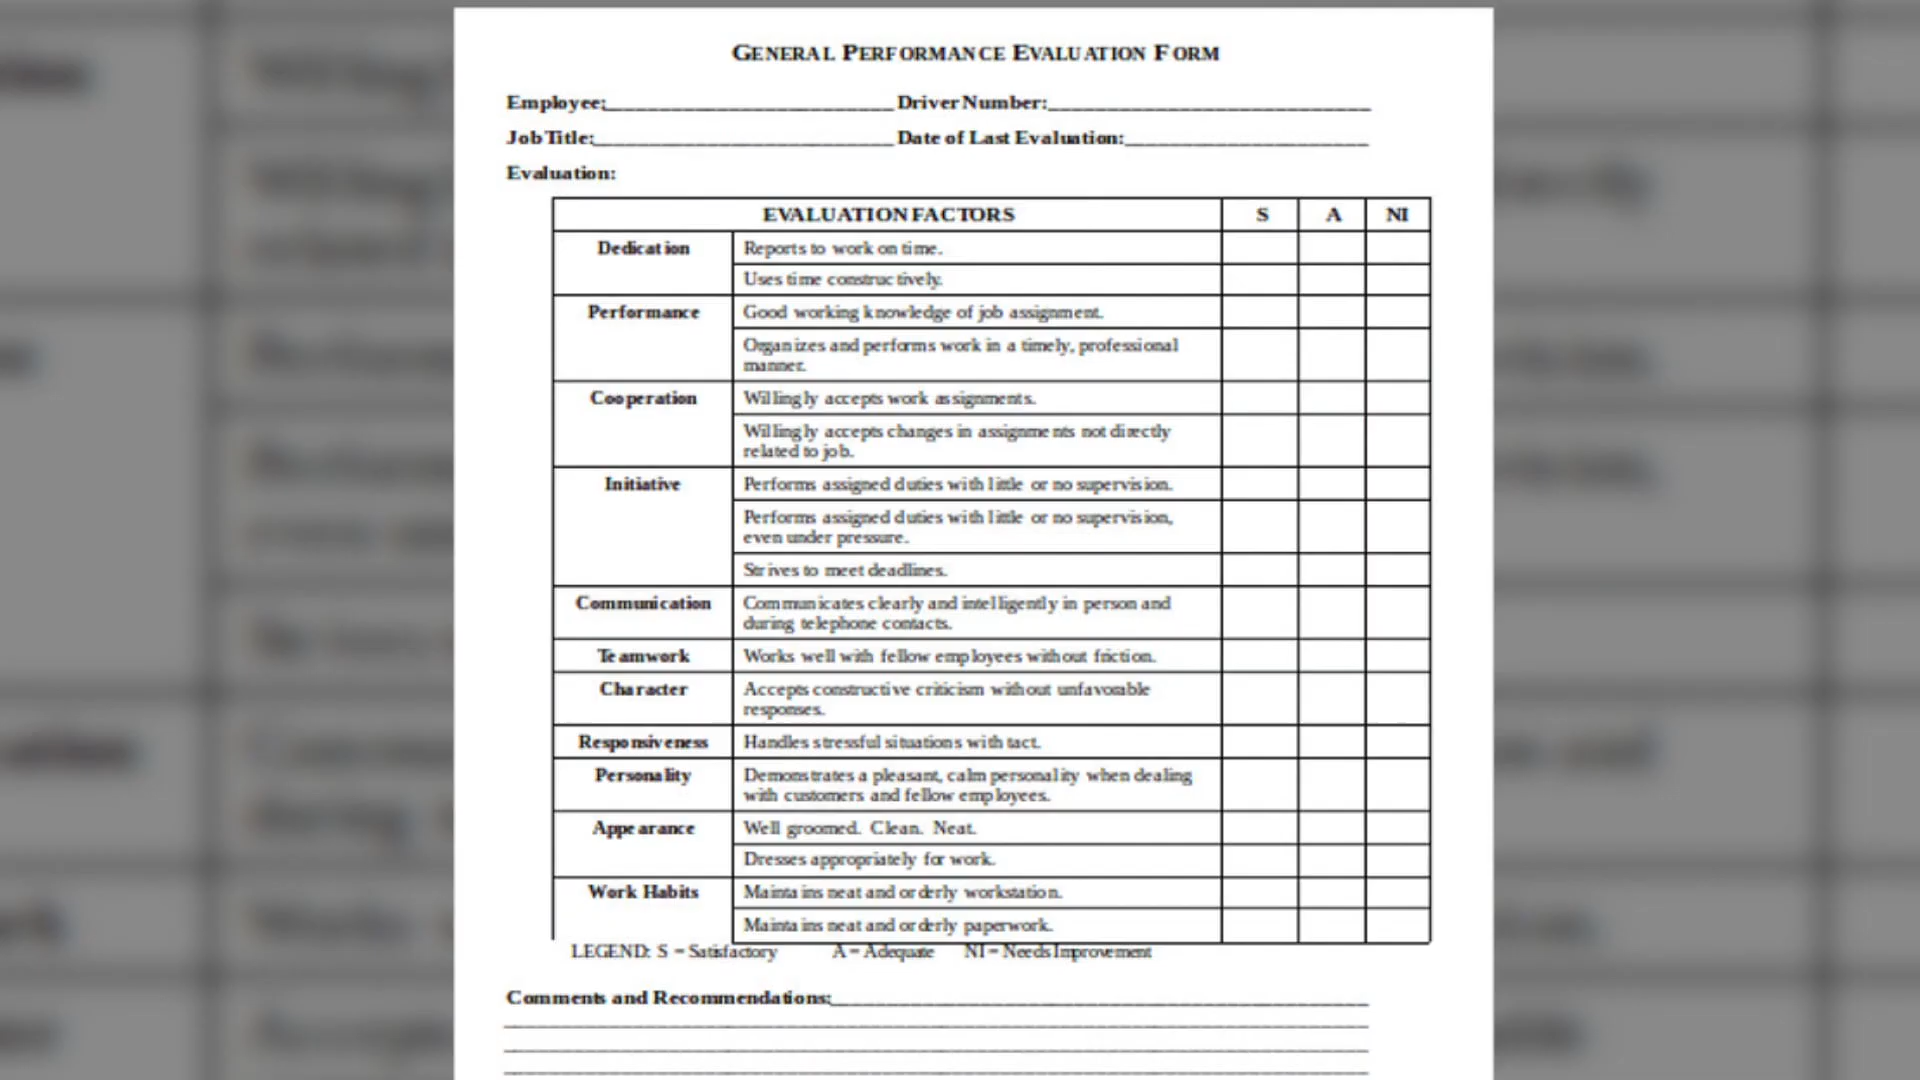 GENERAL PERFORMANCE EVALUATION FORM
Employee: Driver Number:
Job Title: Date of Last Evaluation:
Evaluation:
EVALUATION FACTORS S A NI
Dedication Reports to work on time.
Uses time constructively.
Performance Good working knowledge of job assignment.
Organizes and performs work in a timely, professional
manner.
Cooperation Willingly accepts work assignments.
Willingly accepts changes in assignments not directly
related to job.
Initiative Performs assigned duties with little or no supervision.
Performs assigned duties with little or no supervision,
even under pressure.
Strives to meet deadlines.
Communication Communicates clearly and intelligently in person and
during telephone contacts.
Teamwork Works well with fellow employees without friction.
Character Accepts constructive criticism without unfavorable
responses.
Responsiveness Handles stressful situations with tact.
Personality Demonstrates a pleasant, calm personality when dealing
with customers and fellow employees.
Appearance Well groomed. Clean. Neat.
Dresses appropriately for work.
Work Habits Maintains neat and orderly workstation.
Maintains neat and orderly paperwork.
LEGEND: S = Satisfactory A = Adequate NI = Needs Improvement
Comments and Recommendations: